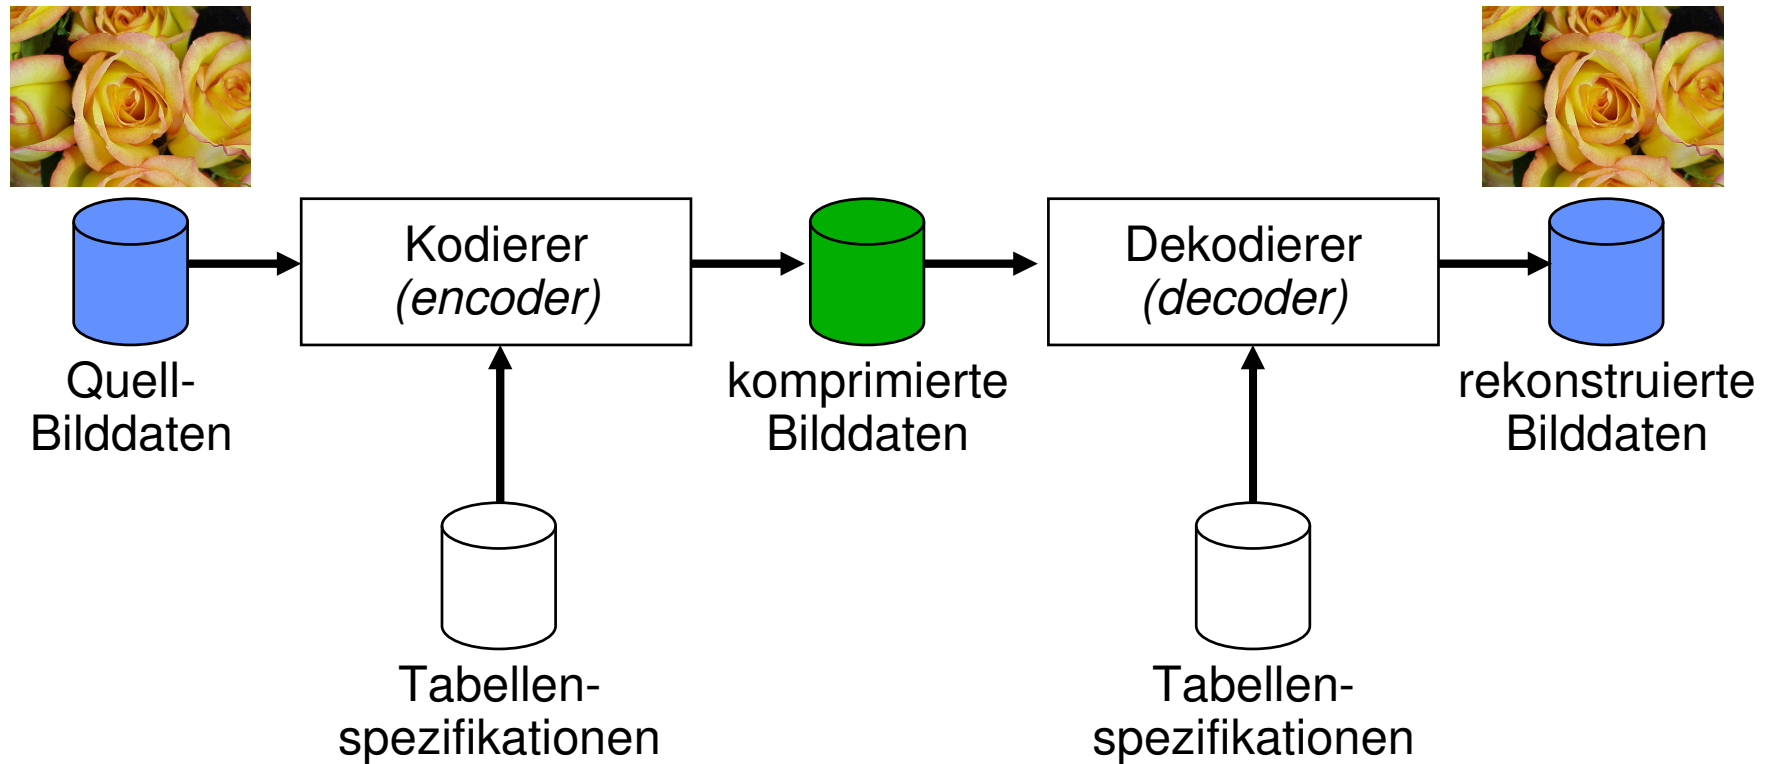 Kodierer
(encoder)
Dekodierer
(decoder)
Quell-
Bilddaten
komprimierte
Bilddaten
rekonstruierte
Bilddaten
Tabellen-
spezifikationen
Tabellen-
spezifikationen